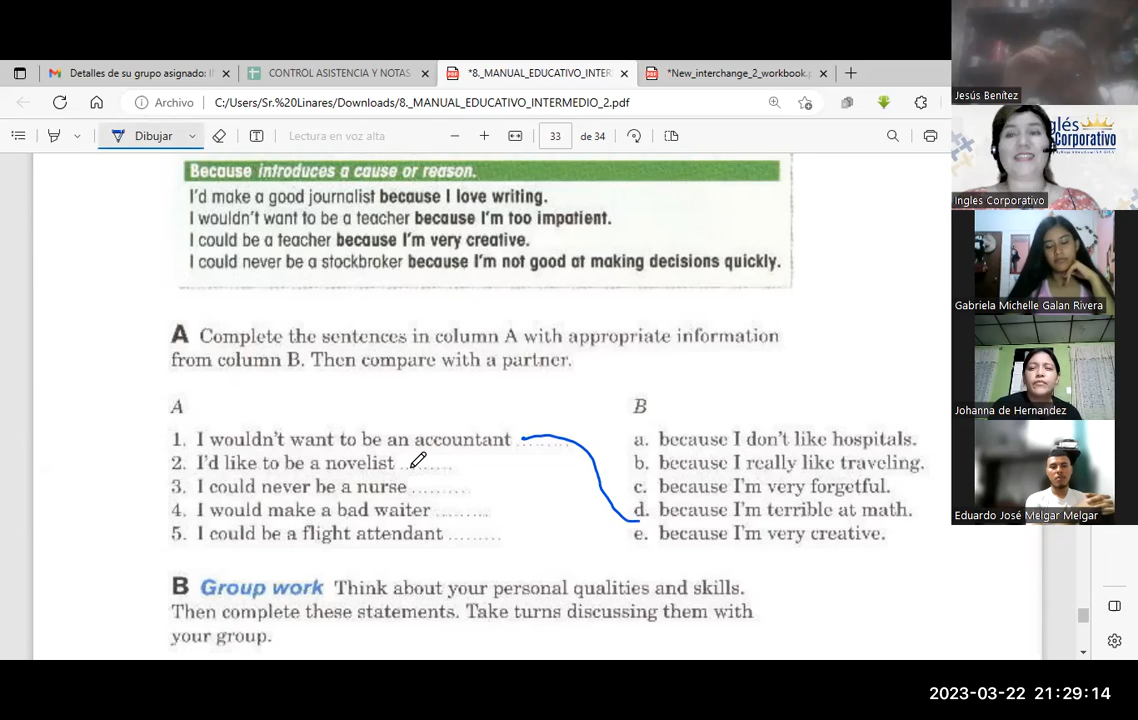 Detalles de su grupo asignado: I
CONTROL ASISTENCIA Y NOTAS
*8._MANUAL_EDUCATIVO_INTER
*New_interchange_2_workbook.
Archivo
C:/Users/Sr.%20Linares/Downloads/8._MANUAL_EDUCATIVO_INTERMEDIO_2.pdf
Dibujar
Lectura en voz alta
33
de 34
Because introduces a cause or reason.
I'd make a good journalist because I love writing.
I wouldn't want to be a teacher because I'm too impatient.
I could be a teacher because I'm very creative.
I could never be a stockbroker because I'm not good at making decisions quickly.
A Complete the sentences in column A with appropriate information
from column B. Then compare with a partner.
A
1. I wouldn't want to be an accountant ..........
2. I'd like to be a novelist ..........
3. I could never be a nurse ..........
4. I would make a bad waiter ..........
5. I could be a flight attendant ..........
B
a. because I don't like hospitals.
b. because I really like traveling.
c. because I'm very forgetful.
d. because I'm terrible at math.
e. because I'm very creative.
B Group work Think about your personal qualities and skills.
Then complete these statements. Take turns discussing them with
your group.
Jesús Benítez
glés
Corporativo
Ingles Corporativo
Gabriela Michelle Galan Rivera
Johanna de Hernandez
Eduardo José Melgar Melgar
2023-03-22 21:29:14